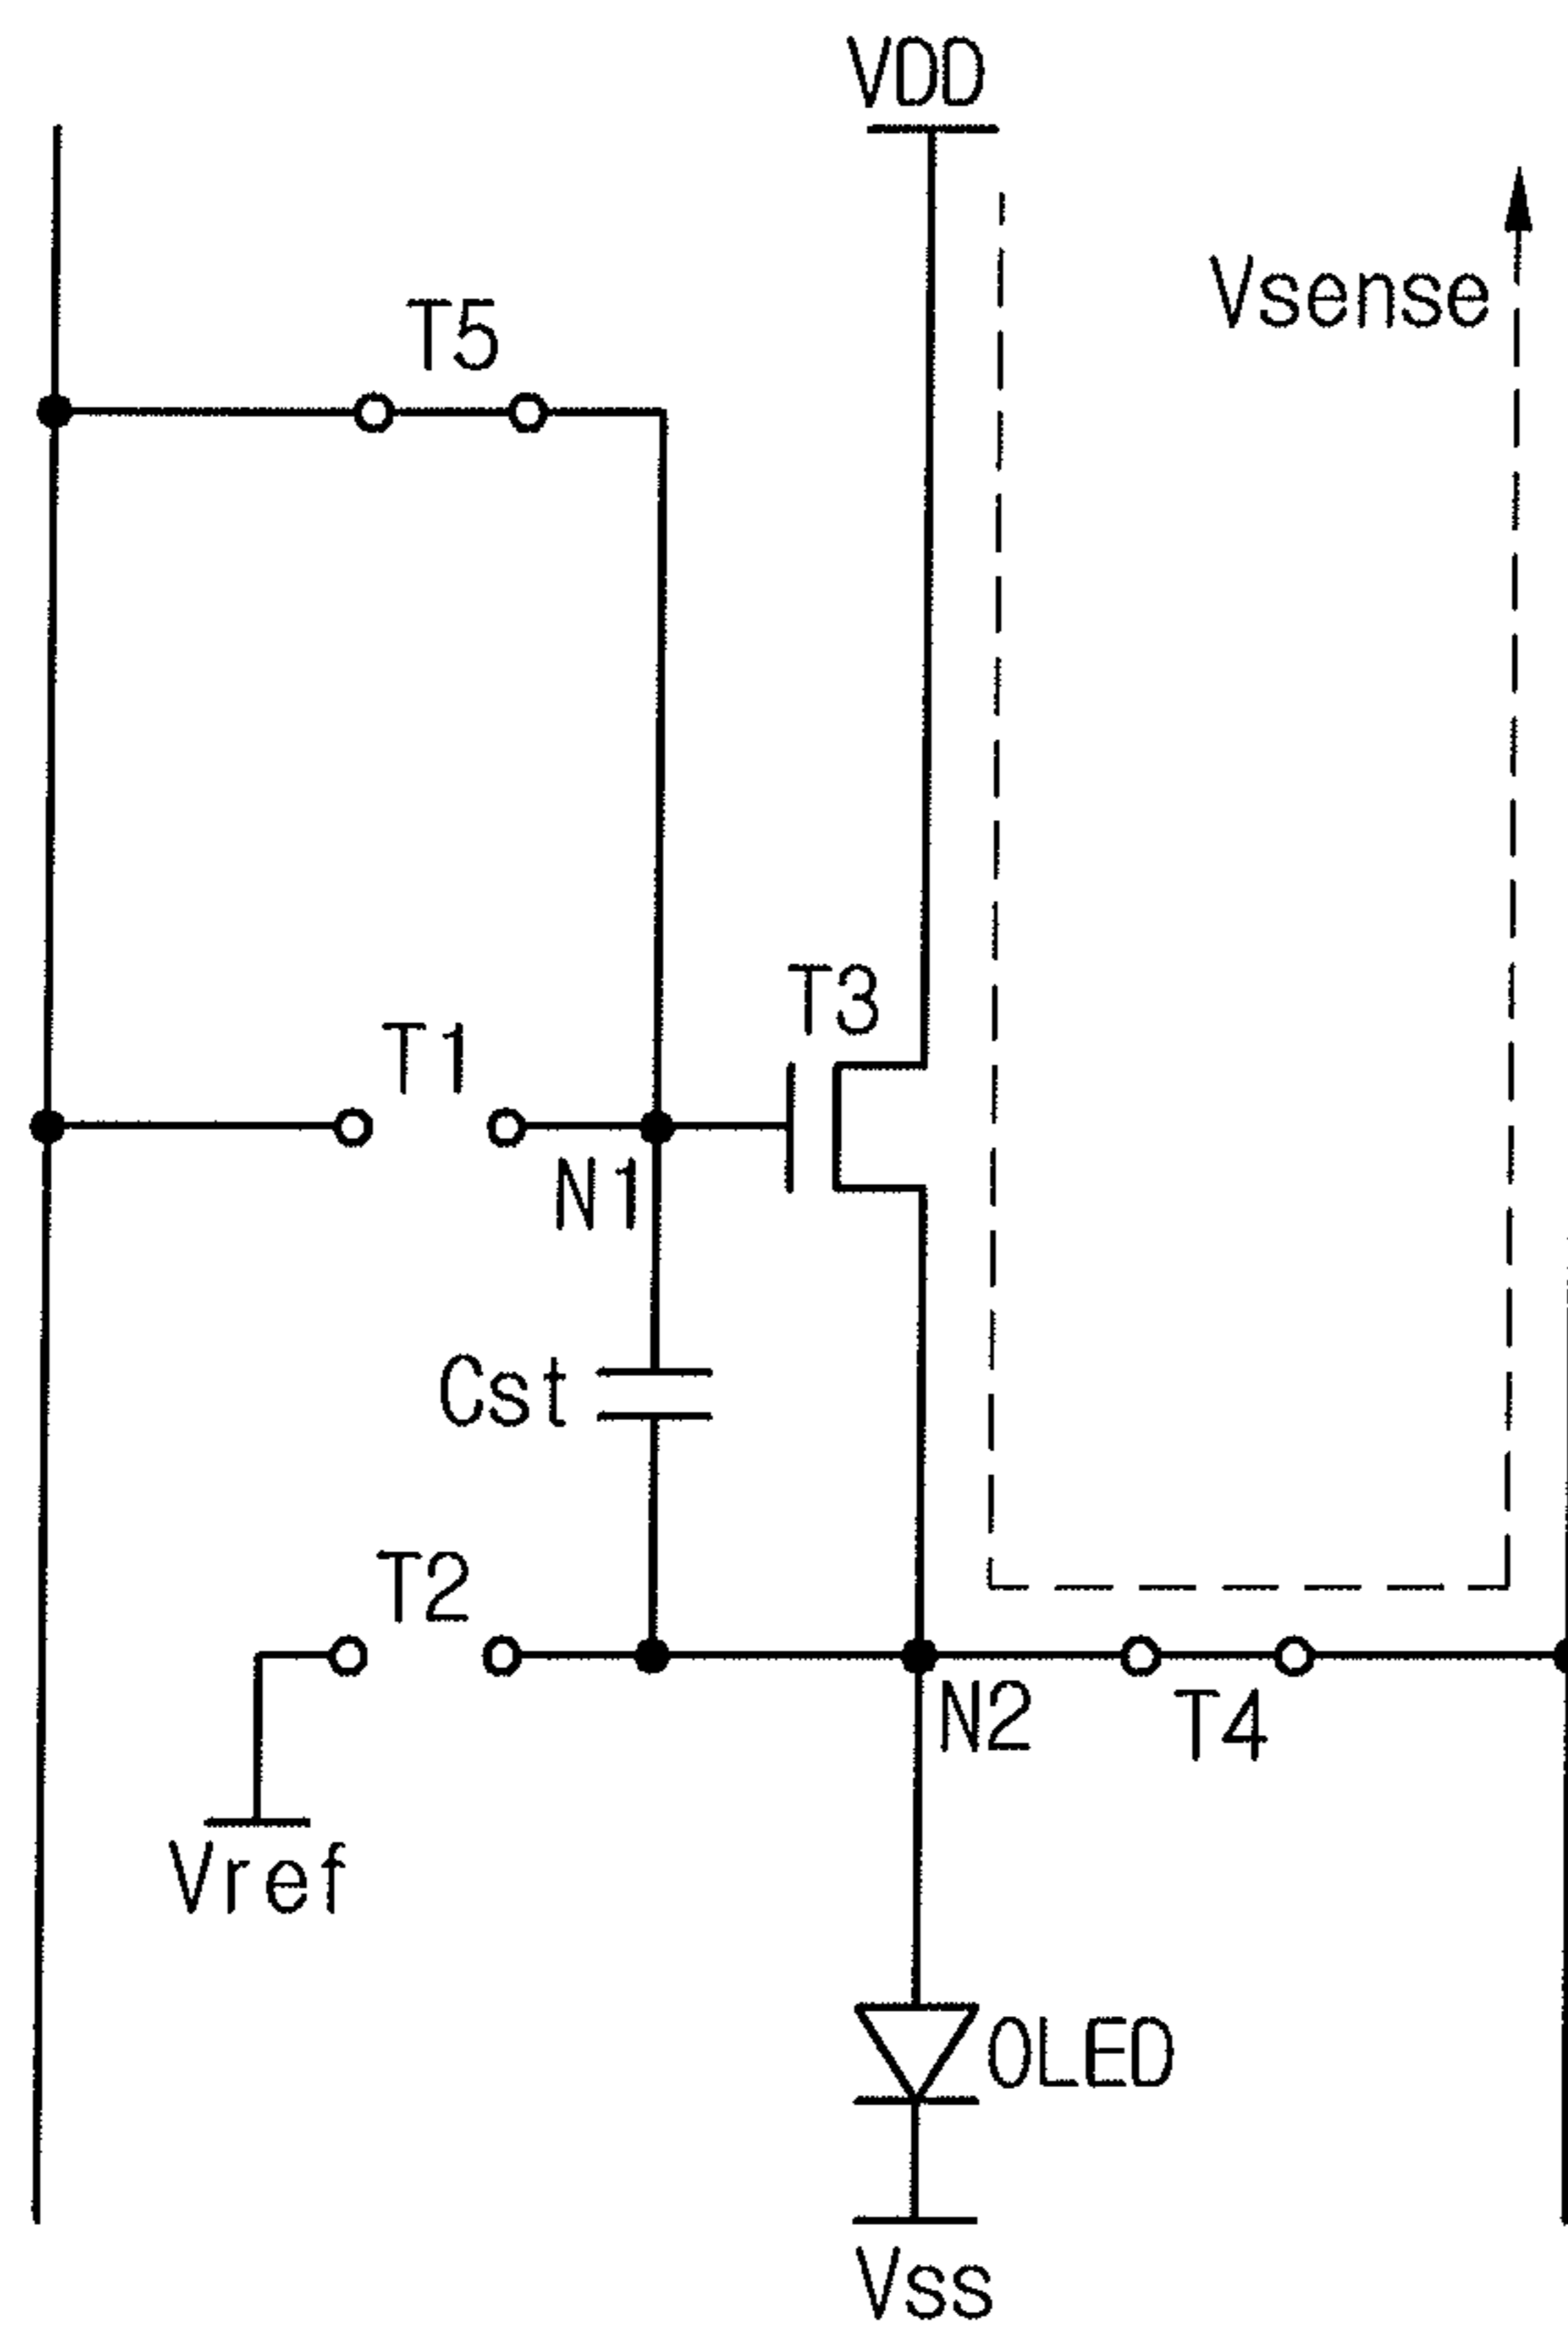 VDD
Vsense
T5
T3
T1
N1
Cst
T2
N2
T4
Vref
OLED
Vss